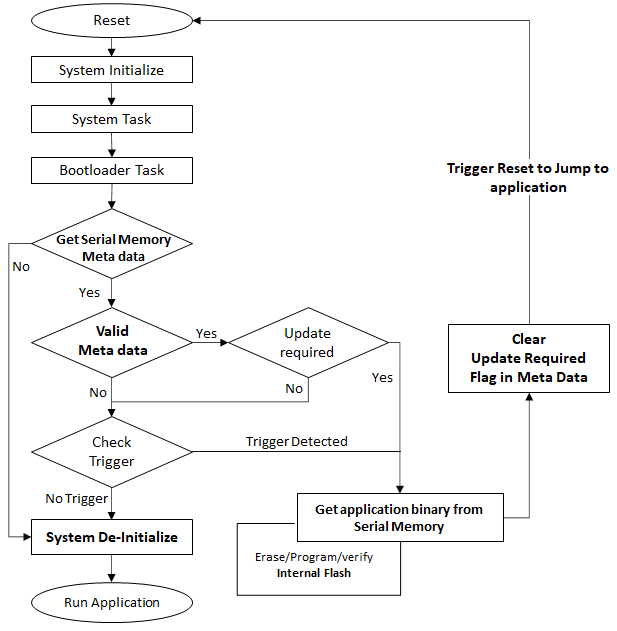 Reset
System Initialize
System Task
Bootloader Task
Trigger Reset to Jump to
application
Get Serial Memory
Meta data
No
Yes
Valid
Meta data
Yes
Update
required
Clear
Update Required
Flag in Meta Data
Yes
No
No
Check
Trigger
Trigger Detected
No Trigger
Get application binary from
Serial Memory
System De-Initialize
Erase/Program/verify
Internal Flash
Run Application